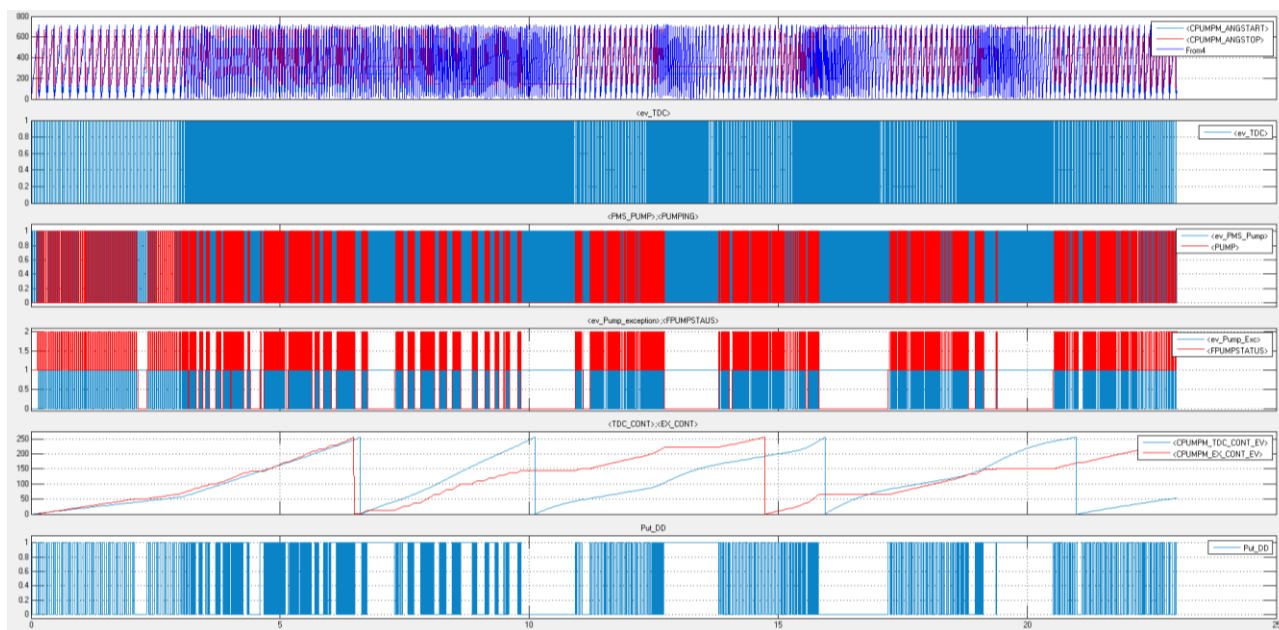 800
600
400
200
0
<CPUMPM_ANGSTART>
<CPUMPM_ANGSTOP>
From4
<ev_TDC>
1
0.8
0.6
0.4
0.2
0
<ev_TDC>
<PMS_PUMP>;<PUMPING>
1
0.8
0.6
0.4
0.2
0
<ev_PMS_Pump>
<PUMP>
<ev_Pump_exception>;<FPUMPSTAUS>
2
1.5
1
0.5
0
<ev_Pump_Exc>
<FPUMPSTATUS>
<TDC_CONT>;<EX_CONT>
250
200
150
100
50
0
<CPUMPM_TDC_CONT_EV>
<CPUMPM_EX_CONT_EV>
Put_DD
1
0.8
0.6
0.4
0.2
0
Put_DD
0 5 10 15 20 25